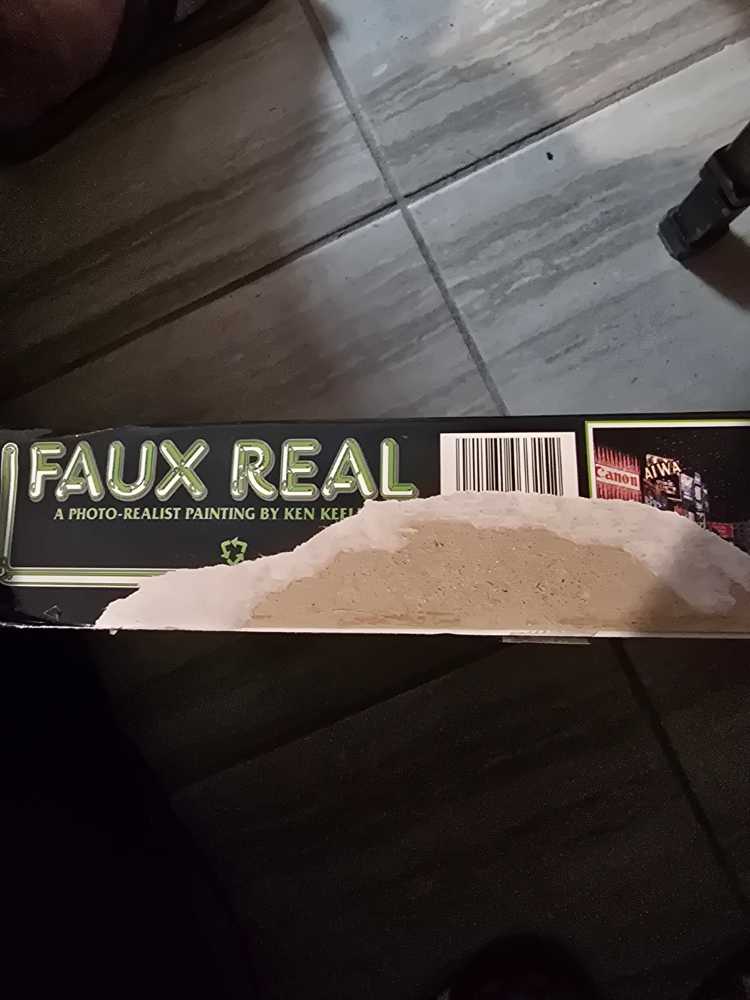 FAUX REAL
A PHOTO-REALIST PAINTING BY KEN
Canon
AIWA